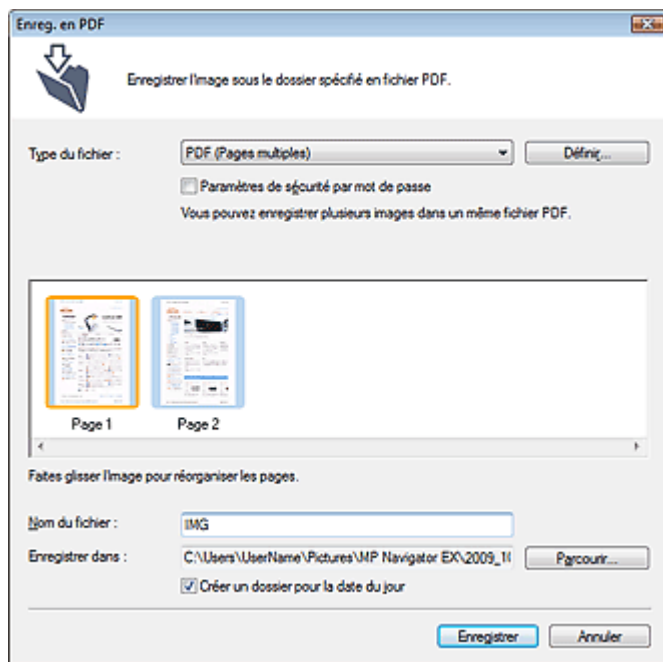 Enreg. en PDF
Enregistrer l'image sous le dossier spécifié en fichier PDF.
Type du fichier : PDF (Pages multiples) Définir...
Paramètres de sécurité par mot de passe
Vous pouvez enregistrer plusieurs images dans un même fichier PDF.
Page 1 Page 2
Faites glisser l'image pour réorganiser les pages.
Nom du fichier : IMG
Enregistrer dans : C:\Users\UserName\Pictures\MP Navigator EX\2009_1 Parcourir...
Créer un dossier pour la date du jour
Enregistrer Annuler